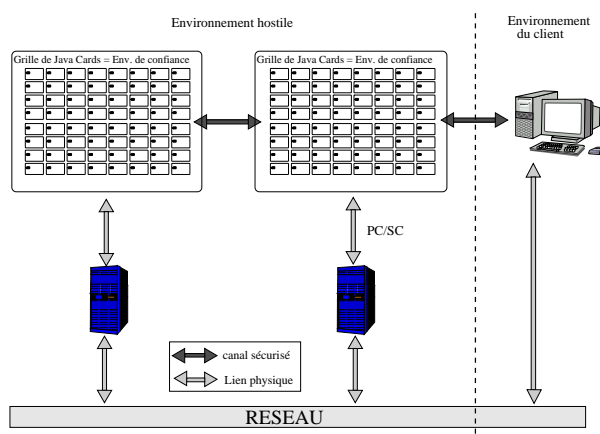 Environnement hostile
Environnement
du client
Grille de Java Cards = Env. de confiance
Grille de Java Cards = Env. de confiance
PC/SC
canal sécurisé
Lien physique
RESEAU